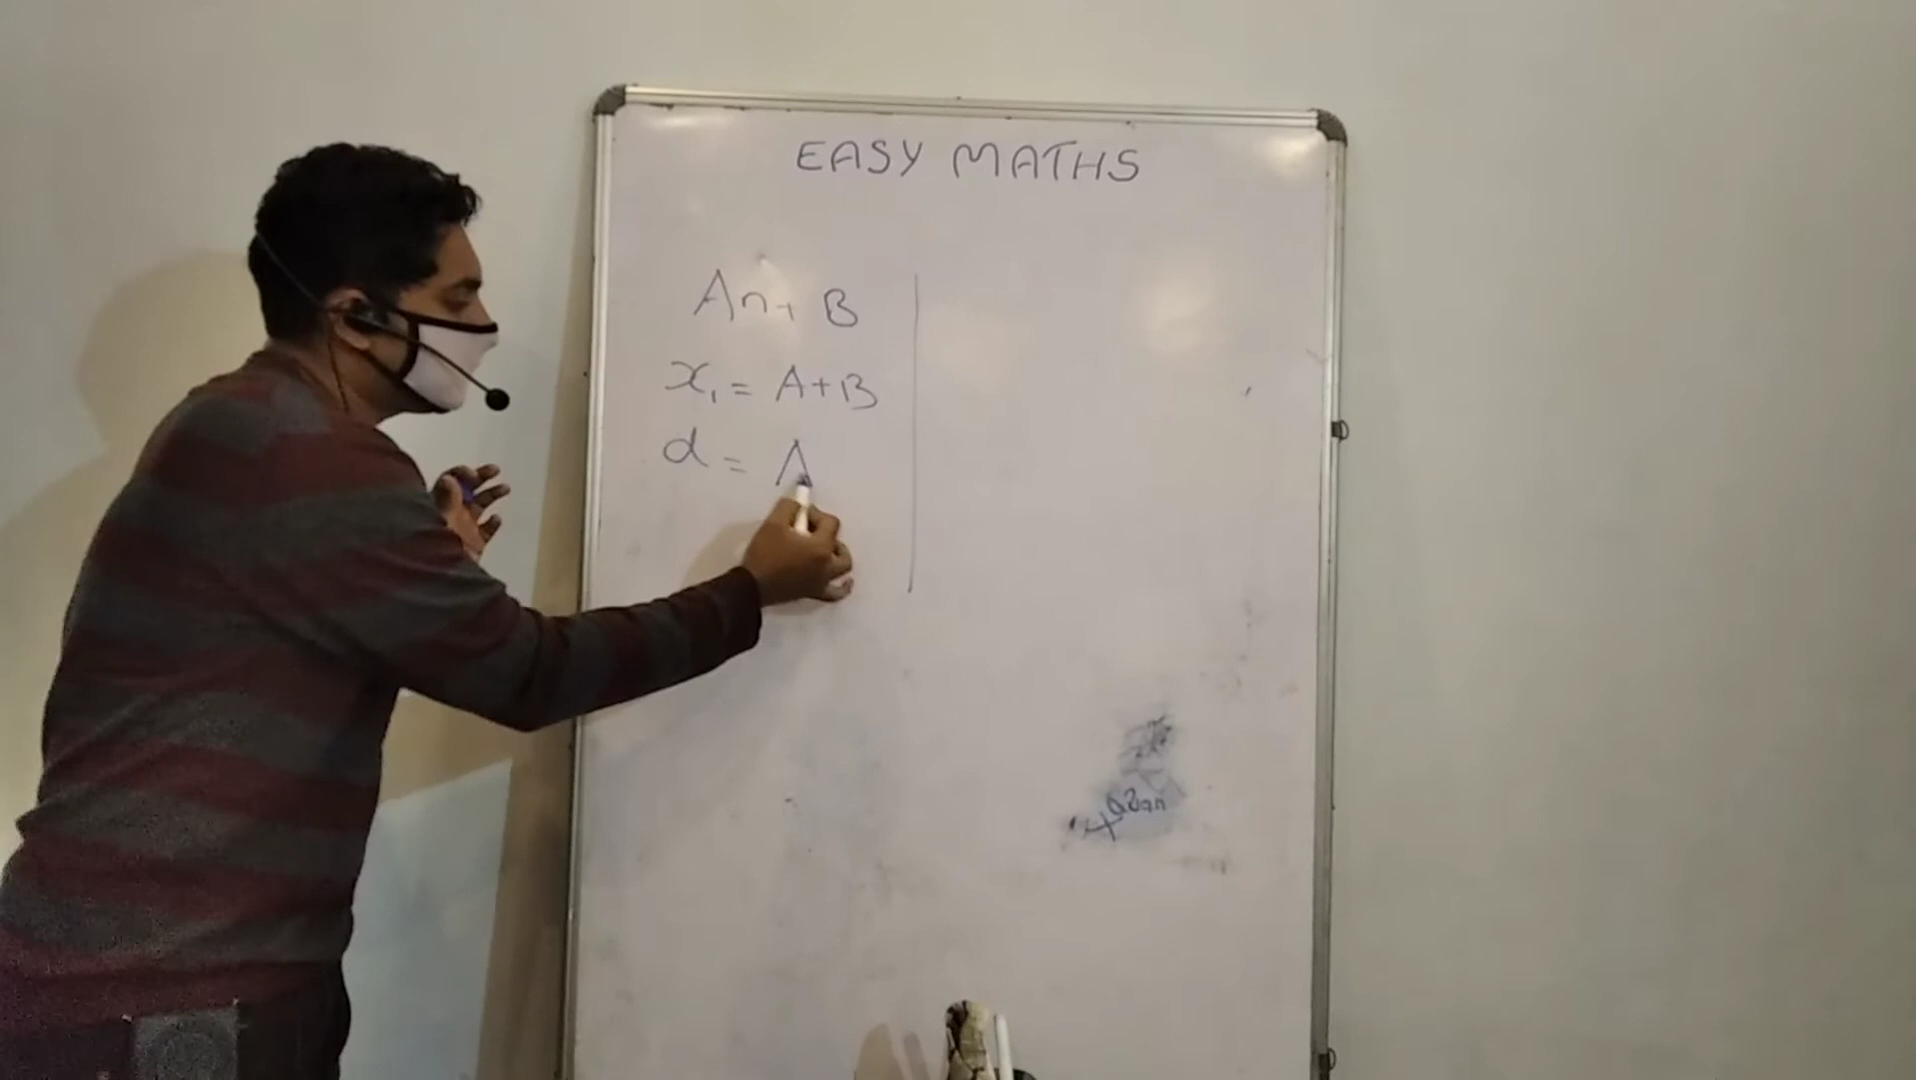 EASY MATHS
An+B
x₁ = A+B
d = A